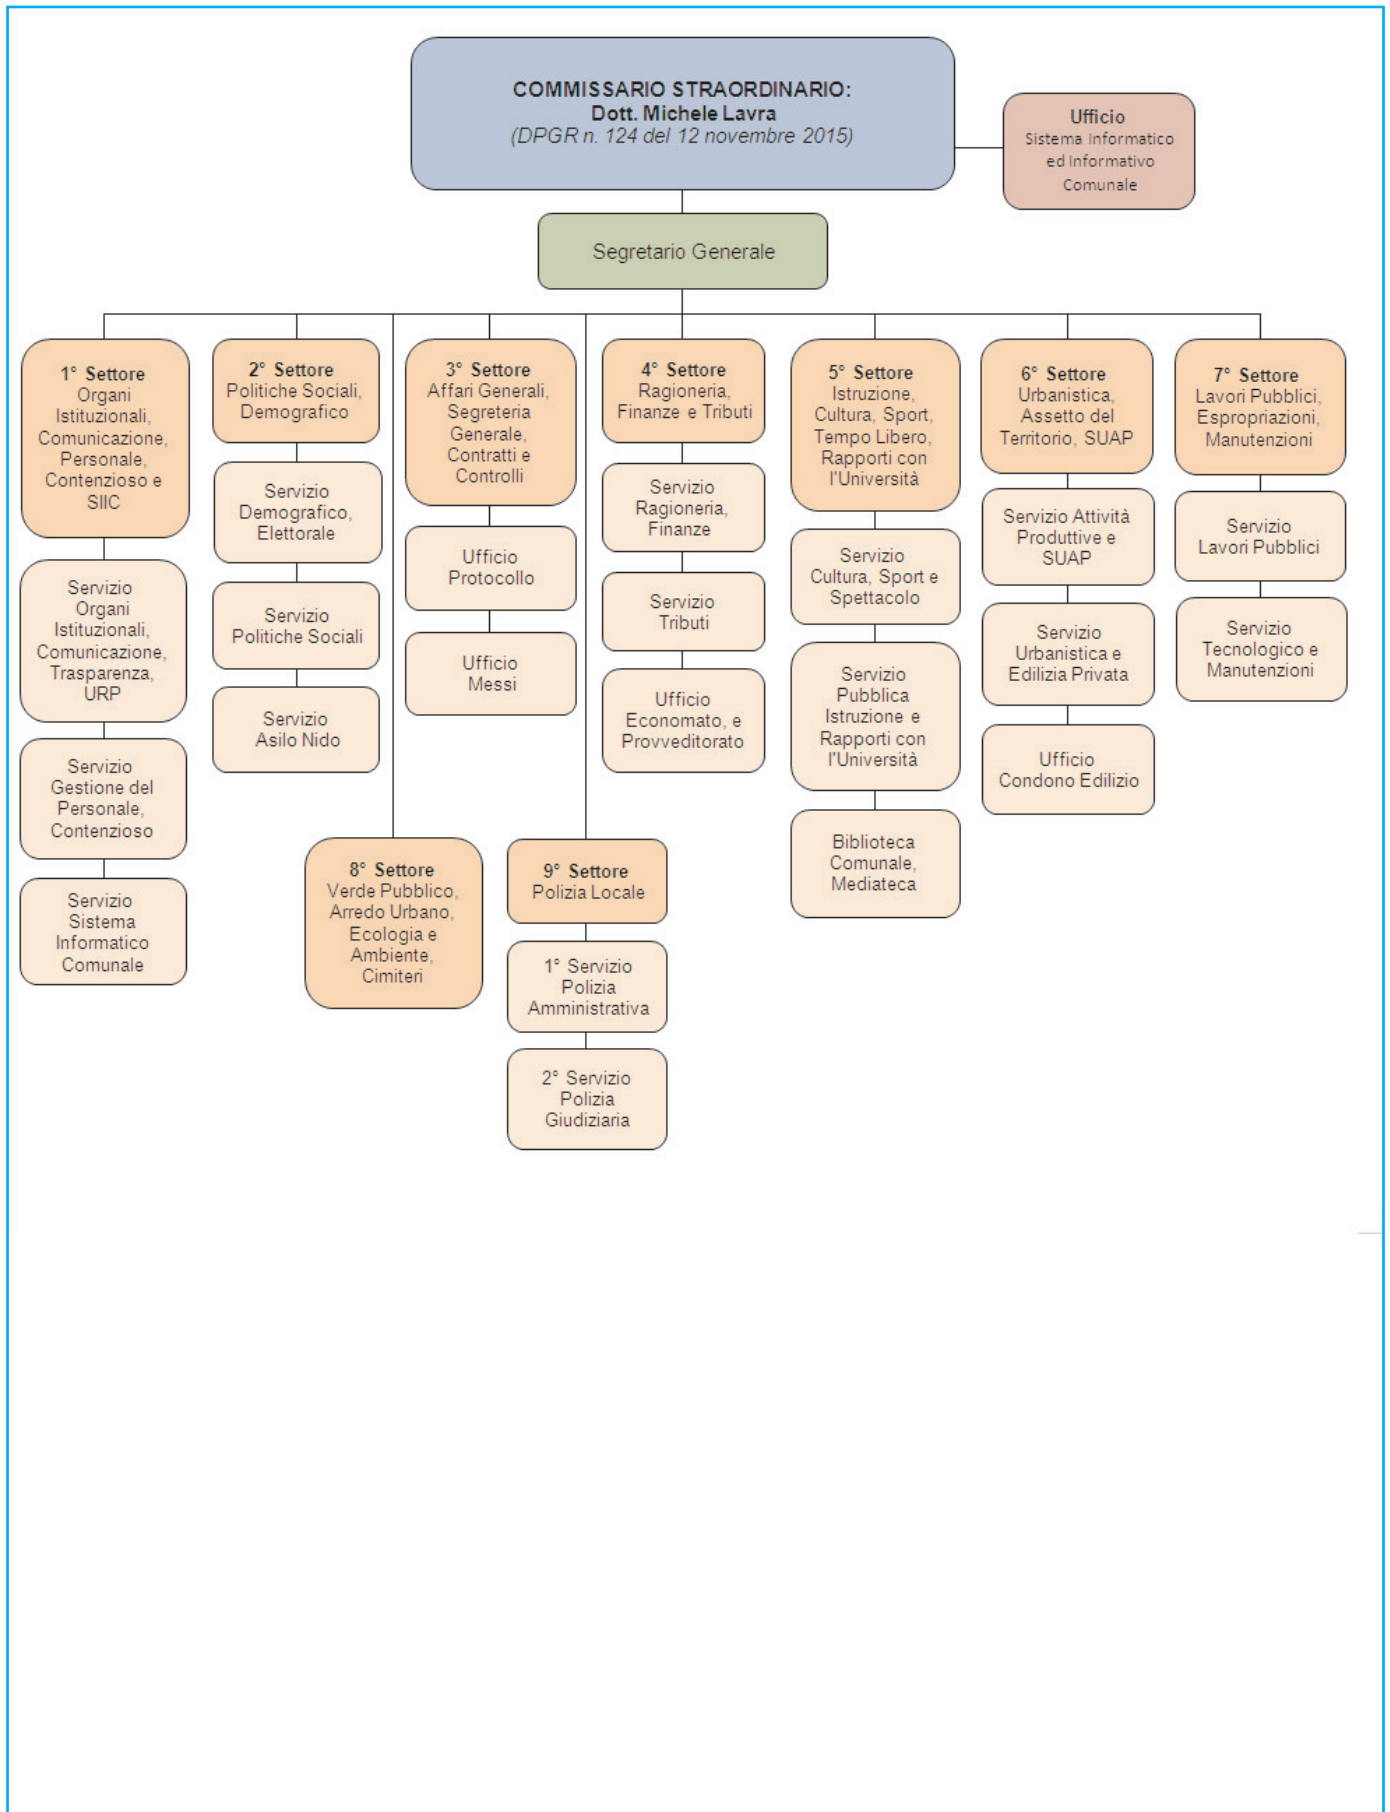 COMMISSARIO STRAORDINARIO:
Dott. Michele Lavra
(DPGR n. 124 del 12 novembre 2015)
Ufficio
Sistema Informatico
ed Informativo
Comunale
Segretario Generale
1° Settore
Organi
Istituzionali,
Comunicazione,
Personale,
Contenzioso e
SIIC
Servizio
Organi
Istituzionali,
Comunicazione,
Trasparenza,
URP
Servizio
Gestione del
Personale,
Contenzioso
Servizio
Sistema
Informatico
Comunale
2° Settore
Politiche Sociali,
Demografico
Servizio
Demografico,
Elettorale
Servizio
Politiche Sociali
Servizio
Asilo Nido
3° Settore
Affari Generali,
Segreteria
Generale,
Contratti e
Controlli
Ufficio
Protocollo
Ufficio
Messi
4° Settore
Ragioneria,
Finanze e Tributi
Servizio
Ragioneria,
Finanze
Servizio
Tributi
Ufficio
Economato, e
Provveditorato
5° Settore
Istruzione,
Cultura, Sport,
Tempo Libero,
Rapporti con
l'Università
Servizio
Cultura, Sport e
Spettacolo
Servizio
Pubblica
Istruzione e
Rapporti con
l'Università
Biblioteca
Comunale,
Mediateca
6° Settore
Urbanistica,
Assetto del
Territorio, SUAP
Servizio Attività
Produttive e
SUAP
Servizio
Urbanistica e
Edilizia Privata
Ufficio
Condono Edilizio
7° Settore
Lavori Pubblici,
Espropriazioni,
Manutenzioni
Servizio
Lavori Pubblici
Servizio
Tecnologico e
Manutenzioni
8° Settore
Verde Pubblico,
Arredo Urbano,
Ecologia e
Ambiente,
Cimiteri
9° Settore
Polizia Locale
1° Servizio
Polizia
Amministrativa
2° Servizio
Polizia
Giudiziaria